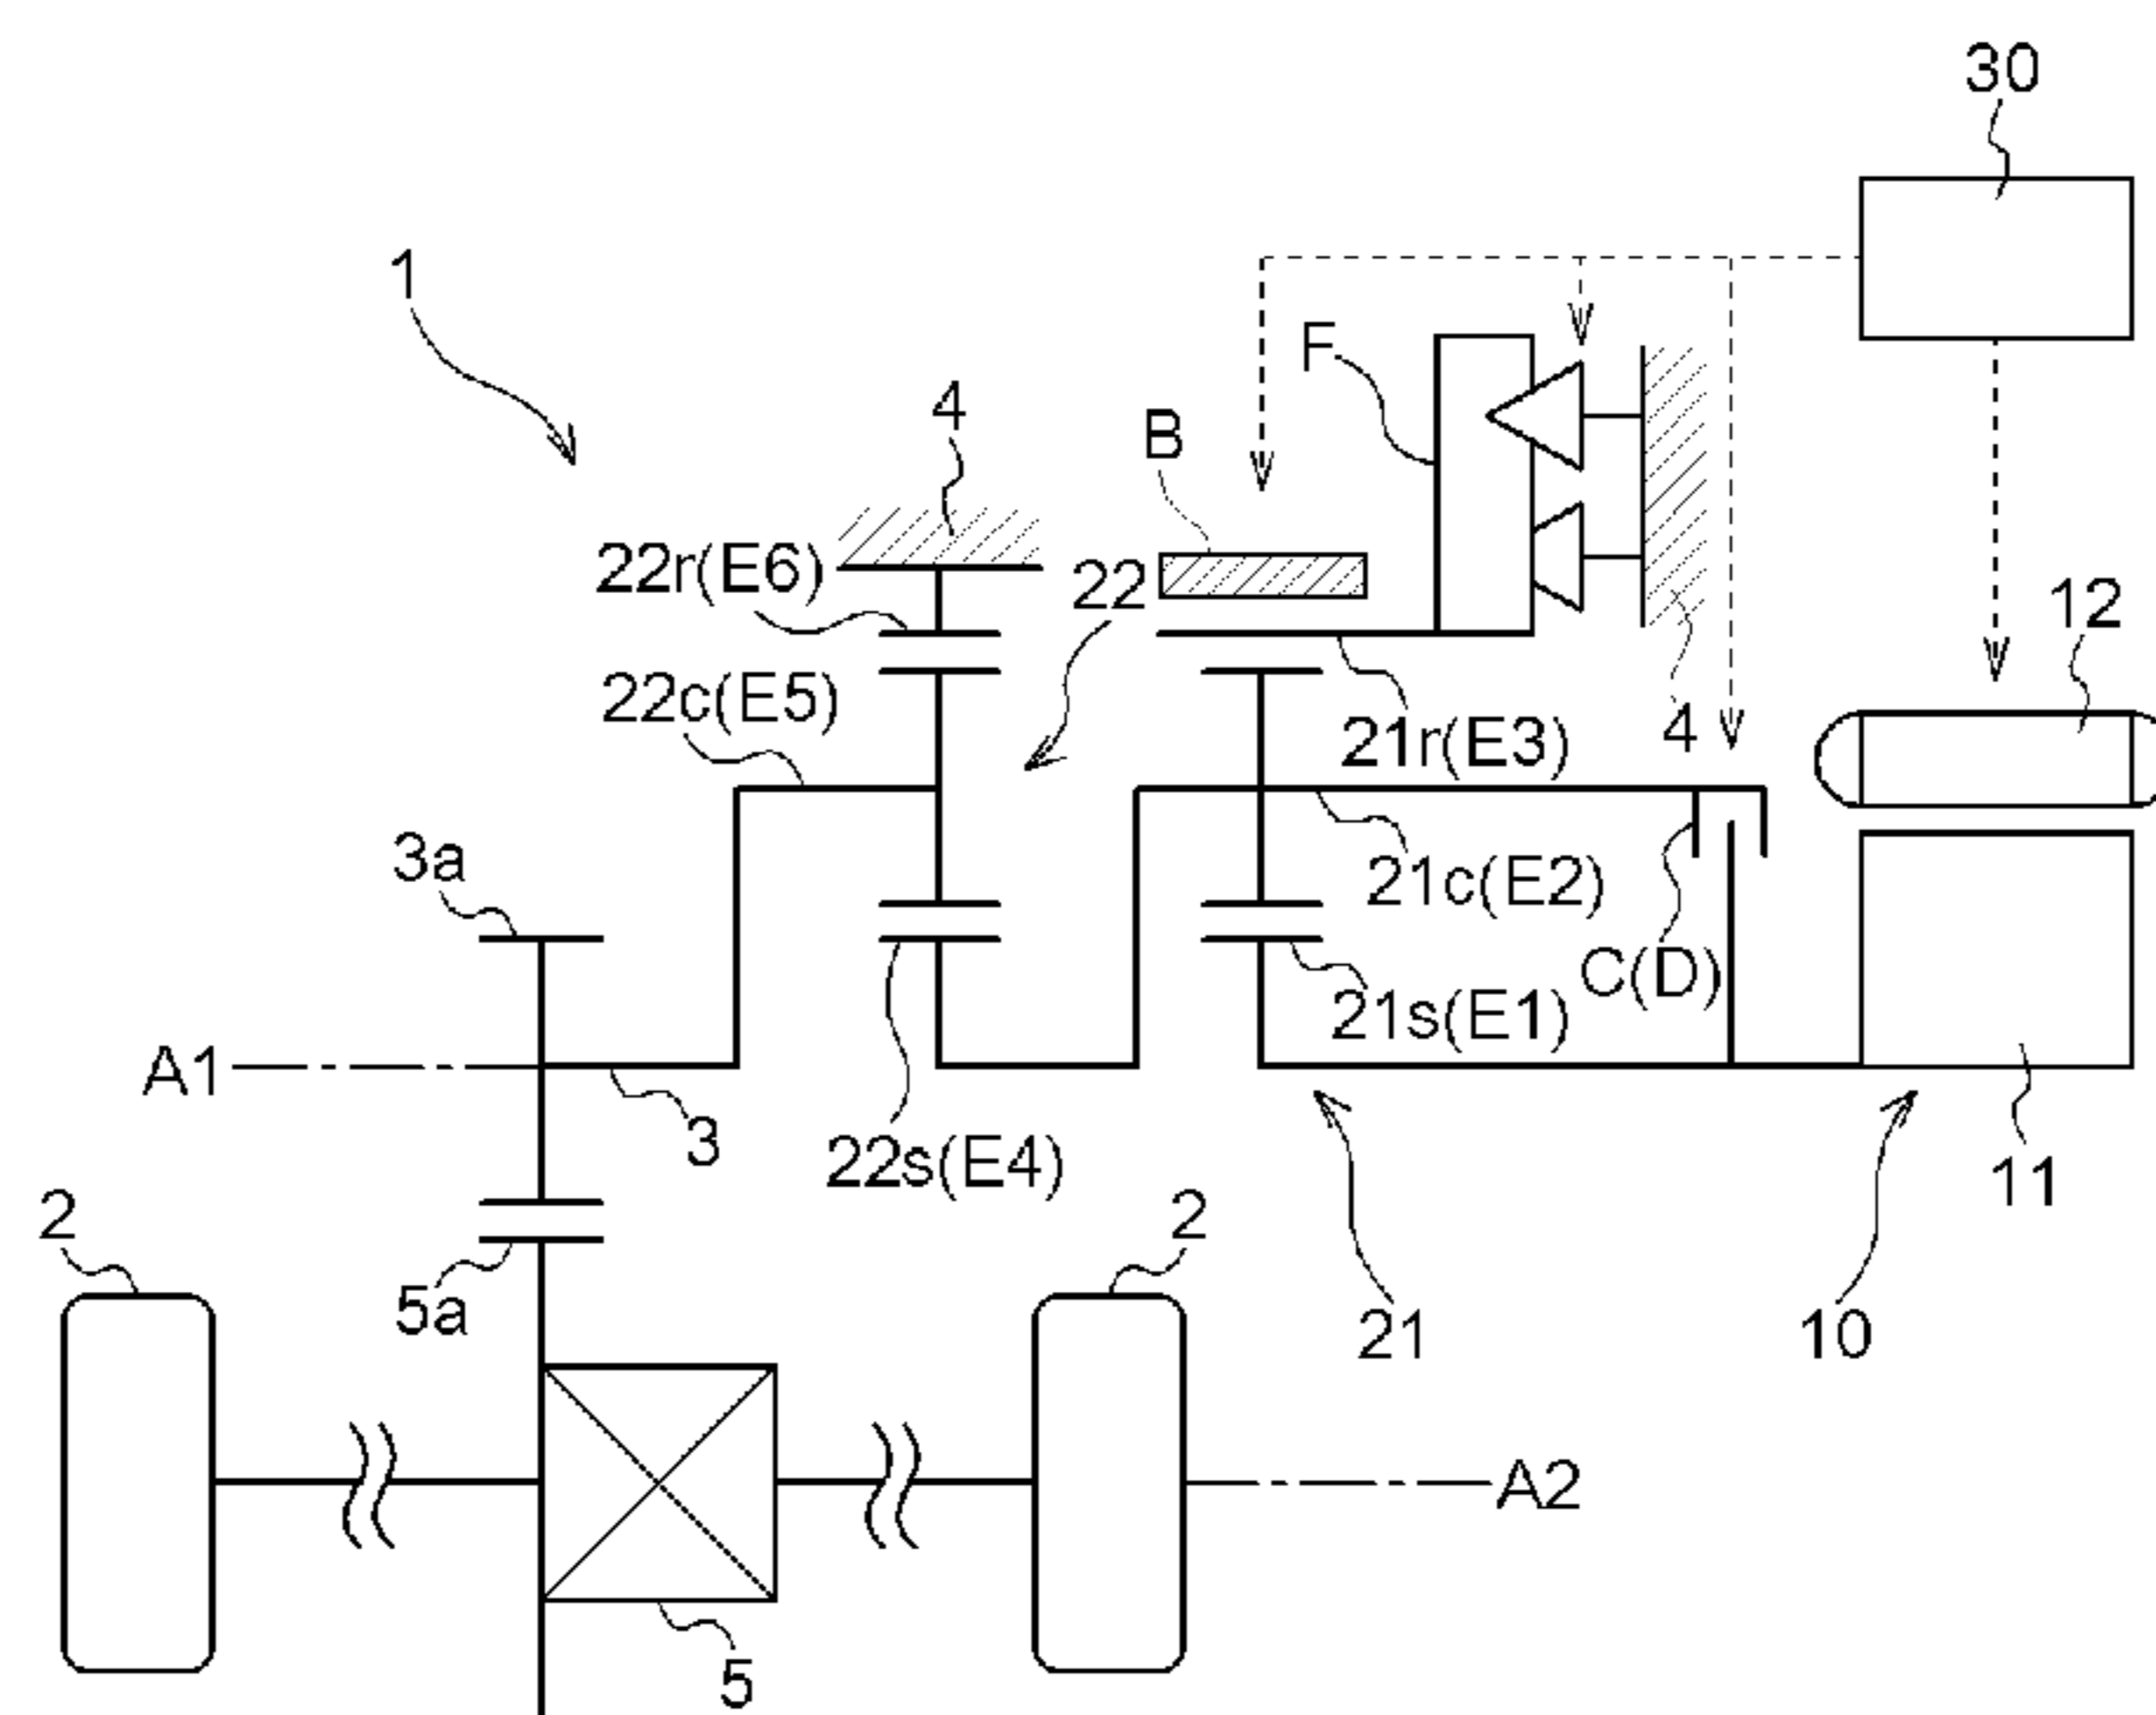 30
1
F
4
B
22r(E6)
22
12
22c(E5)
21r(E3)
4
3a
21c(E2)
C(D)
21s(E1)
A1
3
22s(E4)
11
2
2
5a
21
10
A2
5